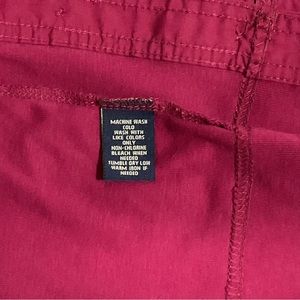 MACHINE WASH
COLD
WASH WITH
LIKE COLORS
ONLY
NON-CHLORINE
BLEACH WHEN
NEEDED
TUMBLE DRY LOW
WARM IRON IF
NEEDED